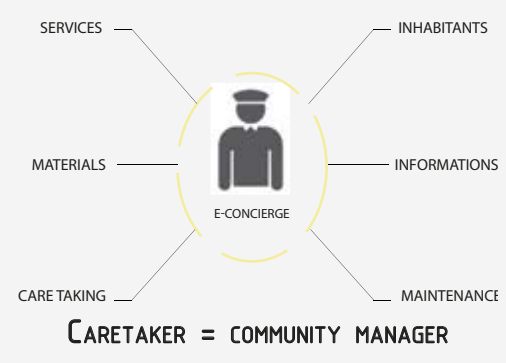 SERVICES
INHABITANTS
MATERIALS
INFORMATIONS
E-CONCIERGE
CARE TAKING
MAINTENANCE
CARETAKER = COMMUNITY MANAGER